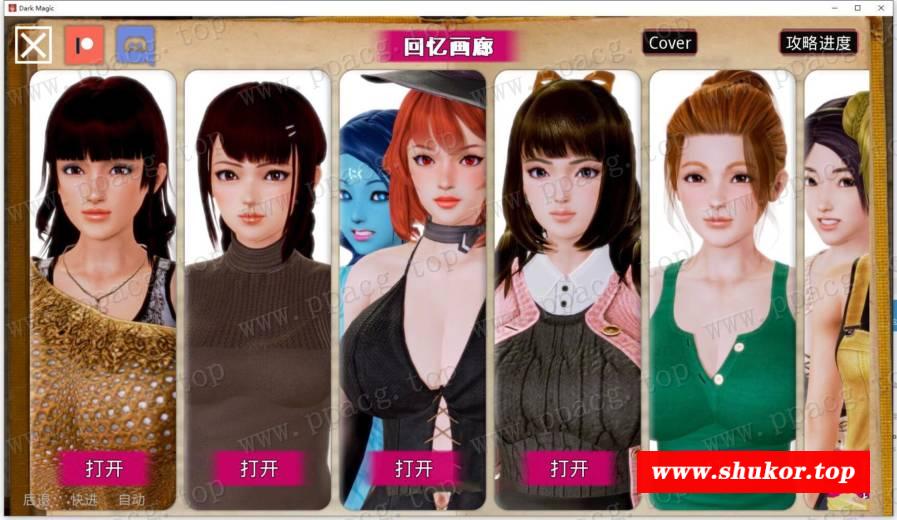 Dark Magic
回忆画廊
Cover
攻略进度
打开
打开
打开
打开
www.shukor.top
后退 快进 自动
www.ppacg.top